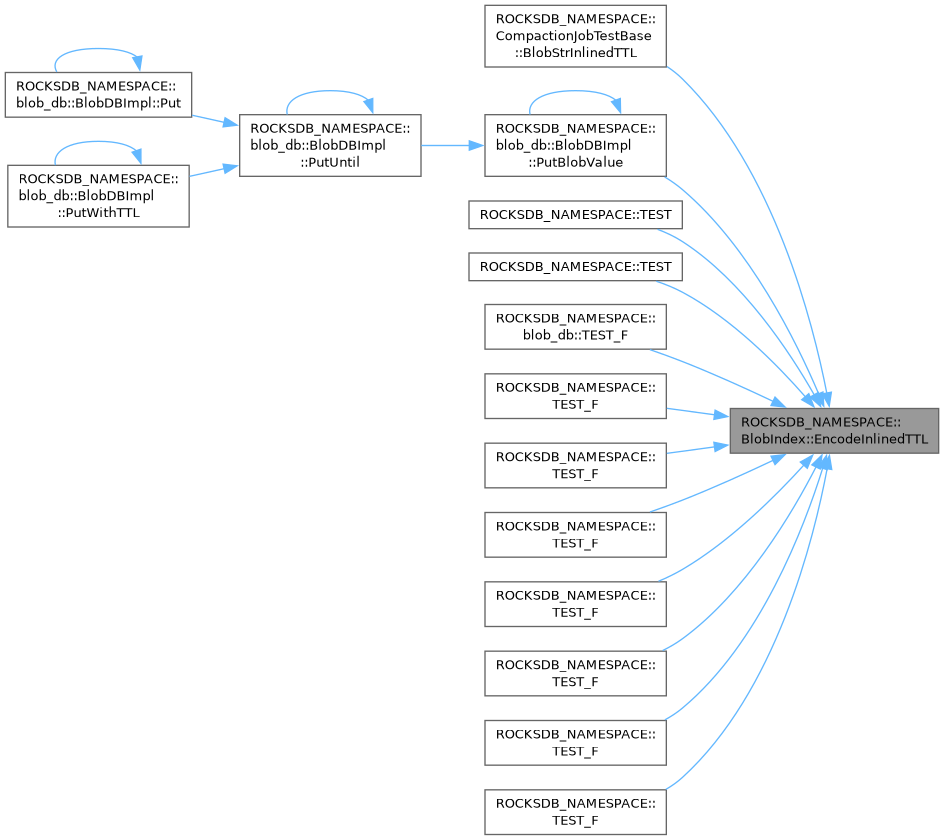 ROCKSDB_NAMESPACE::
blob_db::BlobDBImpl::Put
ROCKSDB_NAMESPACE::
blob_db::BlobDBImpl
::PutWithTTL
ROCKSDB_NAMESPACE::
blob_db::BlobDBImpl
::PutUntil
ROCKSDB_NAMESPACE::
CompactionJobTestBase
::BlobStrInlinedTTL
ROCKSDB_NAMESPACE::
blob_db::BlobDBImpl
::PutBlobValue
ROCKSDB_NAMESPACE::TEST
ROCKSDB_NAMESPACE::TEST
ROCKSDB_NAMESPACE::
blob_db::TEST_F
ROCKSDB_NAMESPACE::
TEST_F
ROCKSDB_NAMESPACE::
TEST_F
ROCKSDB_NAMESPACE::
TEST_F
ROCKSDB_NAMESPACE::
TEST_F
ROCKSDB_NAMESPACE::
TEST_F
ROCKSDB_NAMESPACE::
TEST_F
ROCKSDB_NAMESPACE::
TEST_F
ROCKSDB_NAMESPACE::
BlobIndex::EncodeInlinedTTL